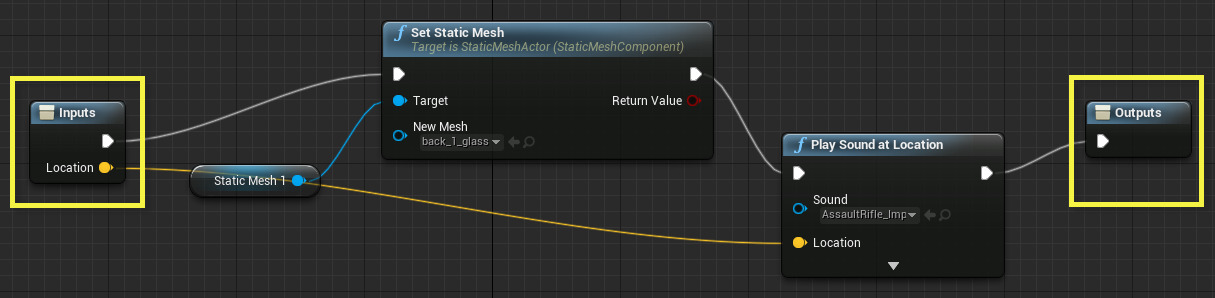 Inputs
Location
Static Mesh 1
f Set Static Mesh
Target is StaticMeshActor (StaticMeshComponent)
Target
Return Value
New Mesh
back_1_glass
f Play Sound at Location
Sound
AssaultRifle_Imp
Location
Outputs